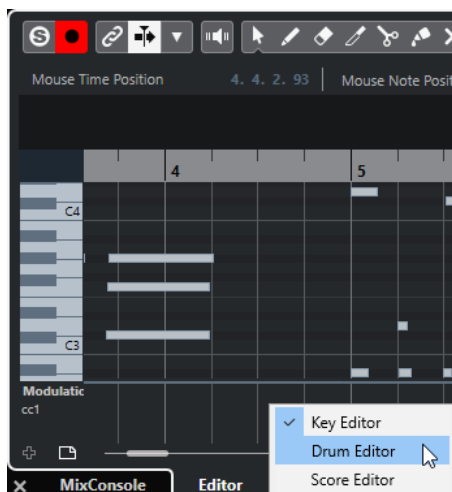 S
Mouse Time Position 4. 4. 2. 93 Mouse Note Posit
4 5
C4
C3
Modulatic
cc1
Key Editor
Drum Editor
Score Editor
MixConsole Editor